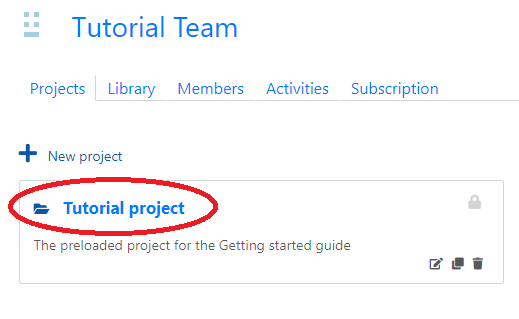 Tutorial Team
Projects Library Members Activities Subscription
New project
Tutorial project
The preloaded project for the Getting started guide